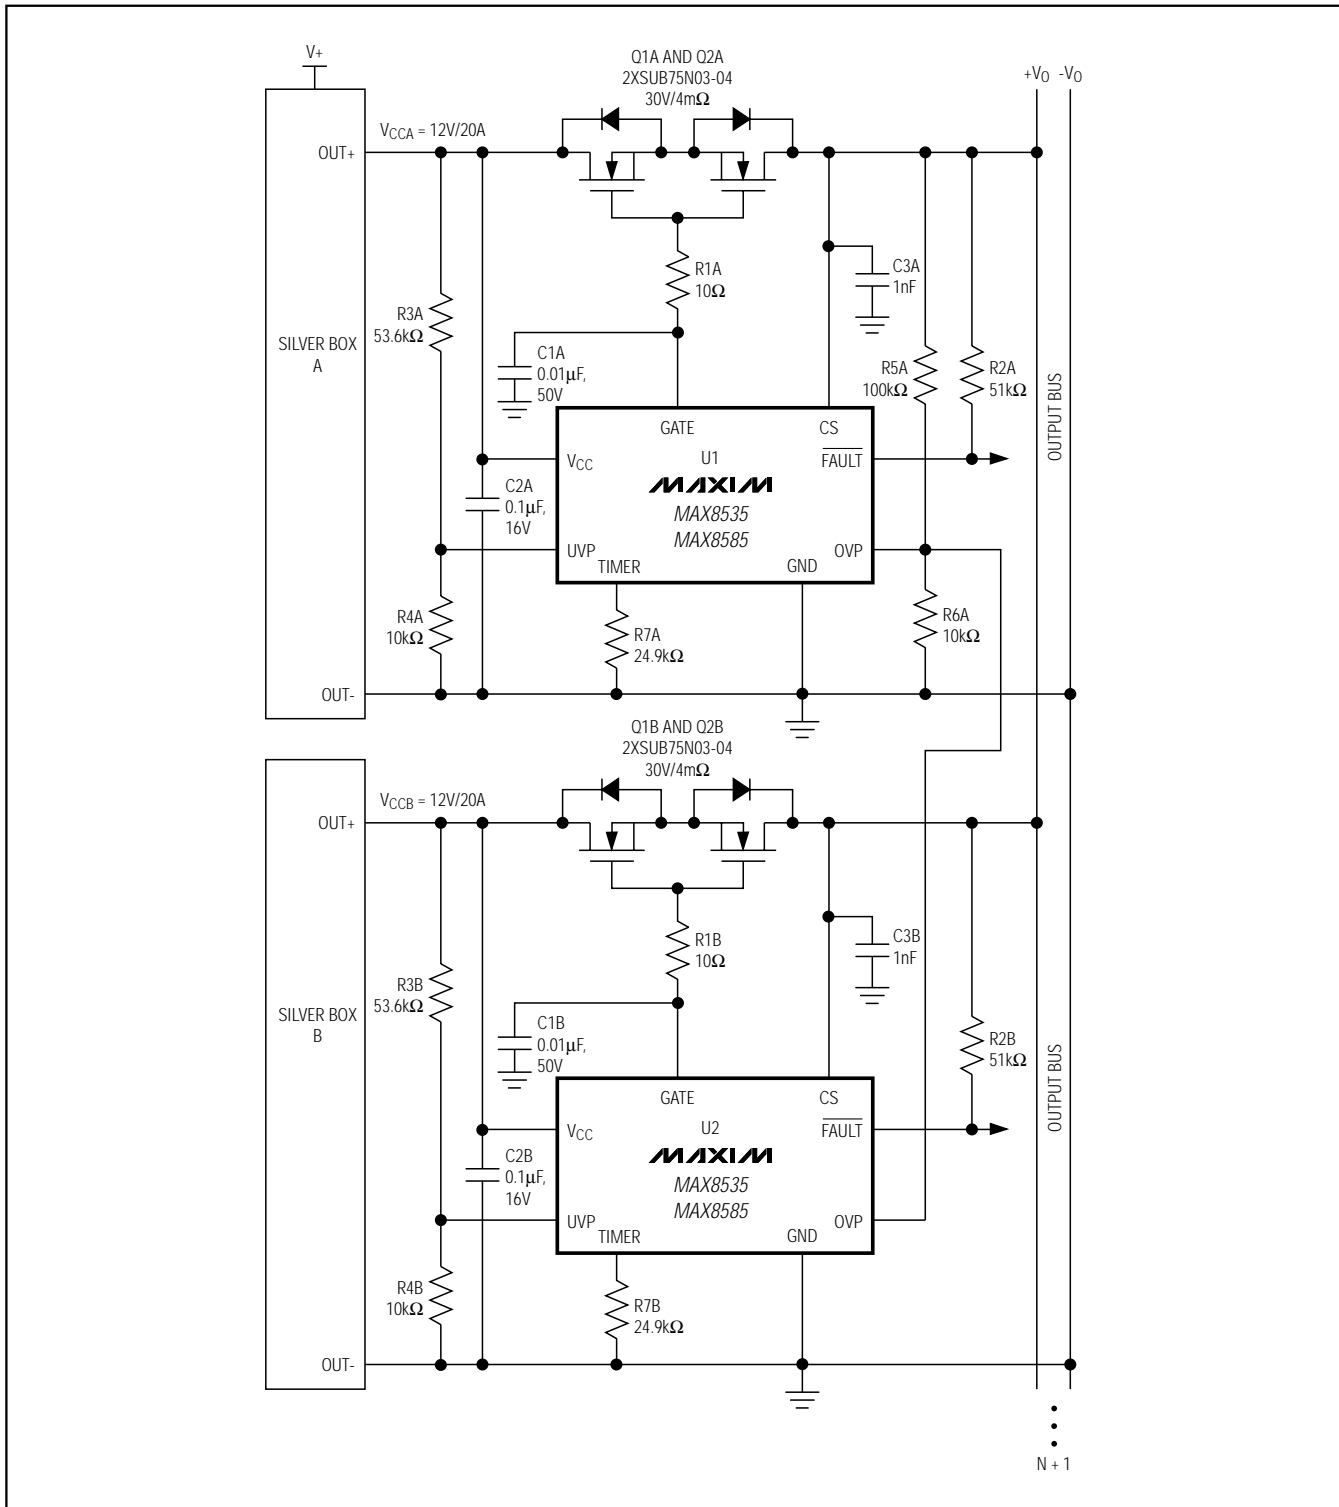 V+
Q1A AND Q2A
2XSUB75N03-04
30V/4mΩ
+VO -VO
VCCA = 12V/20A
OUT+
R1A
10Ω
C3A
1nF
R3A
53.6kΩ
SILVER BOX
A
C1A
0.01μF,
50V
R5A
100kΩ
R2A
51kΩ
OUTPUT BUS
GATE
CS
U1
VCC
FAULT
MAXIM
C2A
0.1μF,
16V
MAX8535
MAX8585
UVP
OVP
TIMER
GND
R4A
10kΩ
R7A
24.9kΩ
R6A
10kΩ
OUT-
Q1B AND Q2B
2XSUB75N03-04
30V/4mΩ
VCCB = 12V/20A
OUT+
R1B
10Ω
C3B
1nF
R3B
53.6kΩ
SILVER BOX
B
C1B
0.01μF,
50V
R2B
51kΩ
OUTPUT BUS
GATE
CS
U2
VCC
FAULT
MAXIM
C2B
0.1μF,
16V
MAX8535
MAX8585
UVP
OVP
TIMER
GND
R4B
10kΩ
R7B
24.9kΩ
OUT-
N + 1